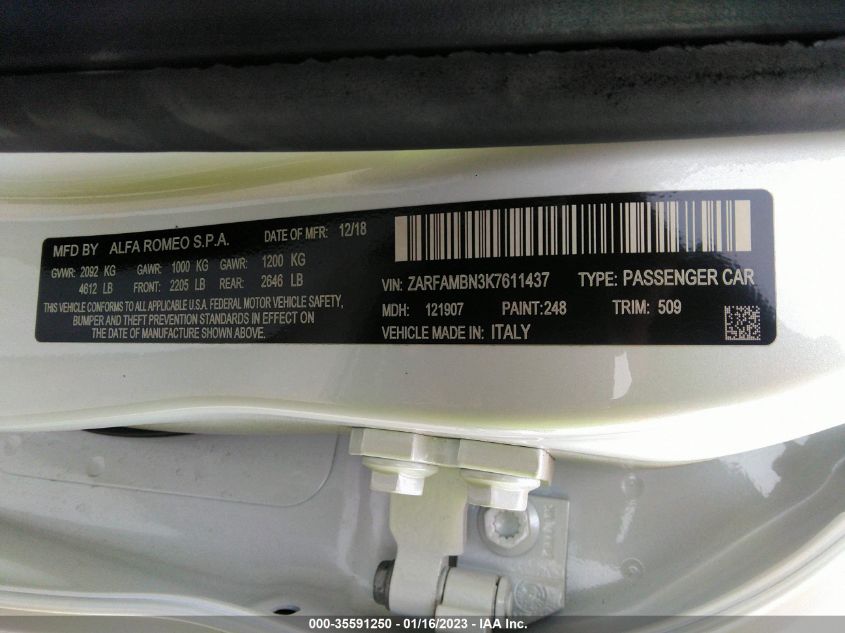 MFD BY ALFA ROMEO S.P.A. DATE OF MFR: 12/18
GVWR: 2092 KG GAWR: 1000 KG GAWR: 1200 KG
4612 LB FRONT: 2205 LB REAR: 2646 LB
THIS VEHICLE CONFORMS TO ALL APPLICABLE U.S.A. FEDERAL MOTOR VEHICLE SAFETY,
BUMPER AND THEFT PREVENTION STANDARDS IN EFFECT ON
THE DATE OF MANUFACTURE SHOWN ABOVE.
VIN: ZARFAMBN3K7611437 TYPE: PASSENGER CAR
MDH: 121907 PAINT:248 TRIM: 509
VEHICLE MADE IN: ITALY
000-35591250 - 01/16/2023 - IAA Inc.